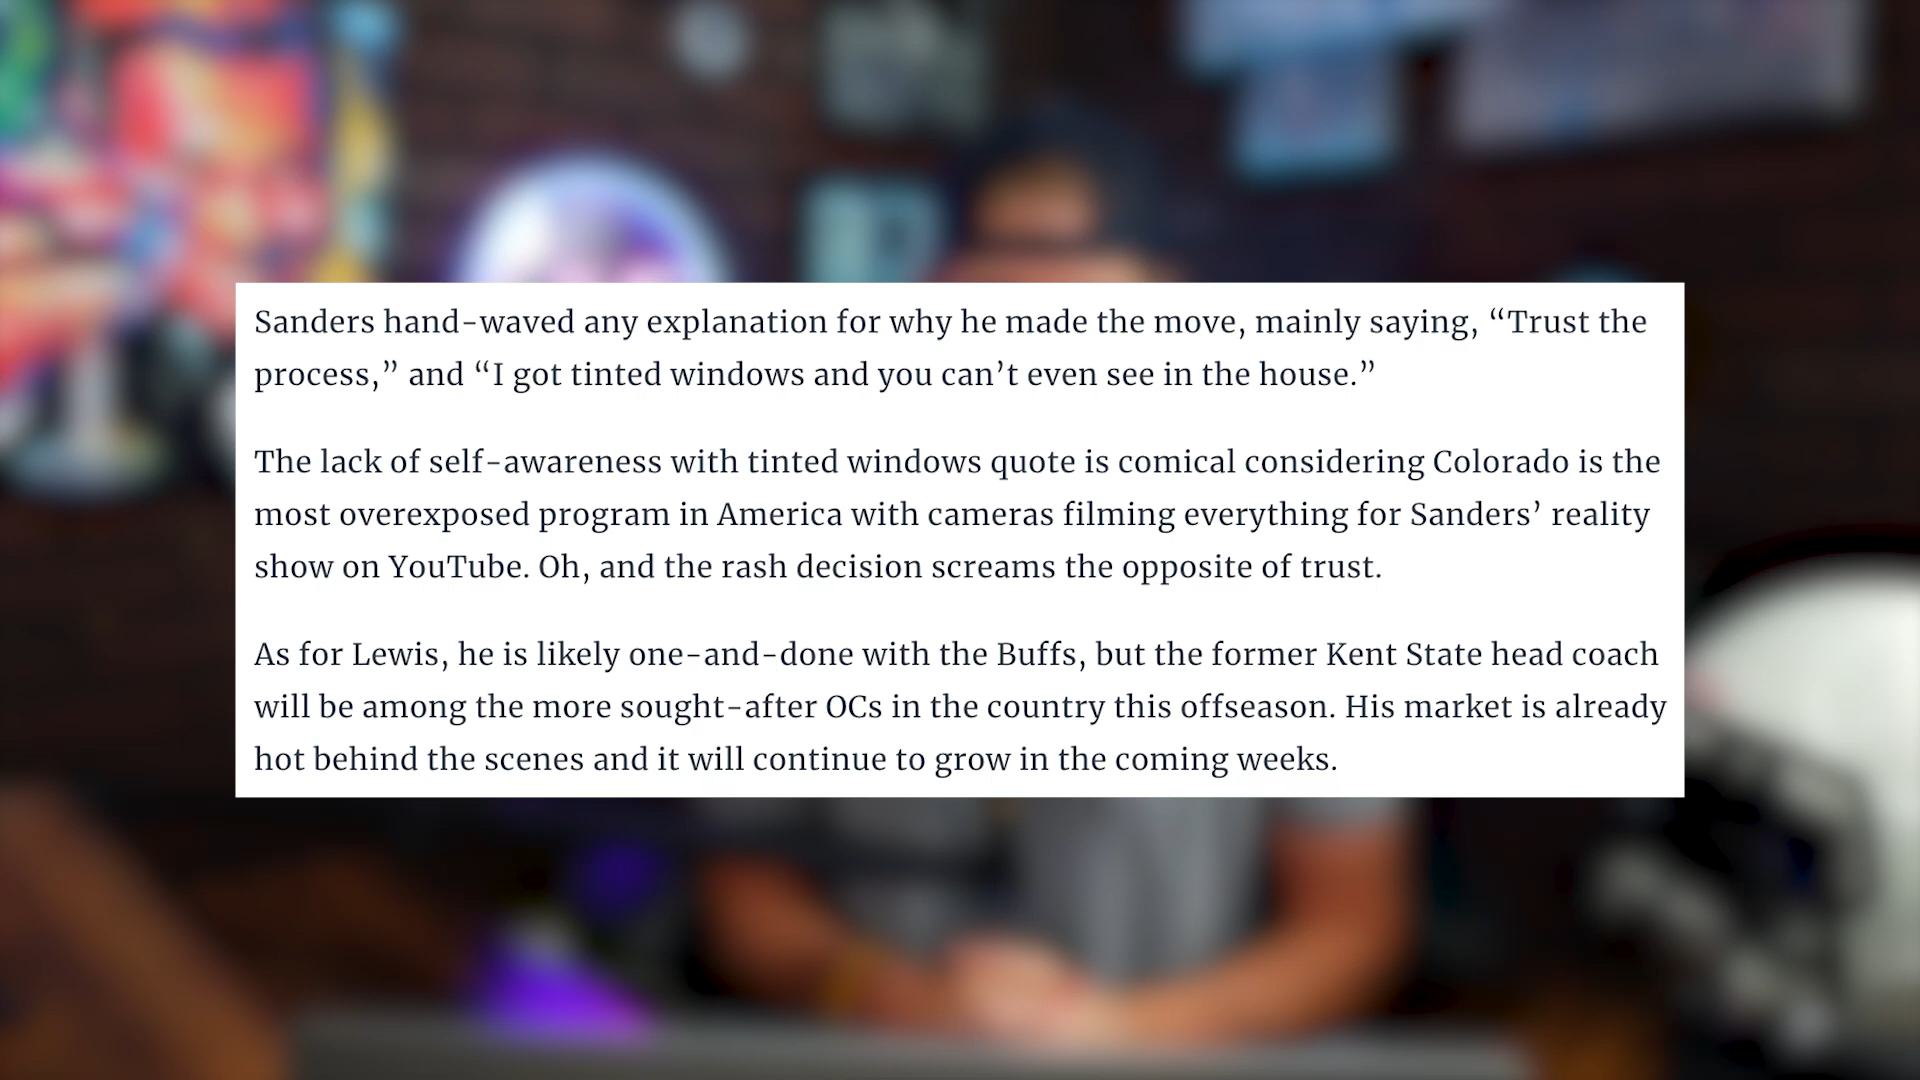 Sanders hand-waved any explanation for why he made the move, mainly saying, “Trust the
process,” and “I got tinted windows and you can’t even see in the house.”
The lack of self-awareness with tinted windows quote is comical considering Colorado is the
most overexposed program in America with cameras filming everything for Sanders’ reality
show on YouTube. Oh, and the rash decision screams the opposite of trust.
As for Lewis, he is likely one-and-done with the Buffs, but the former Kent State head coach
will be among the more sought-after OCs in the country this offseason. His market is already
hot behind the scenes and it will continue to grow in the coming weeks.